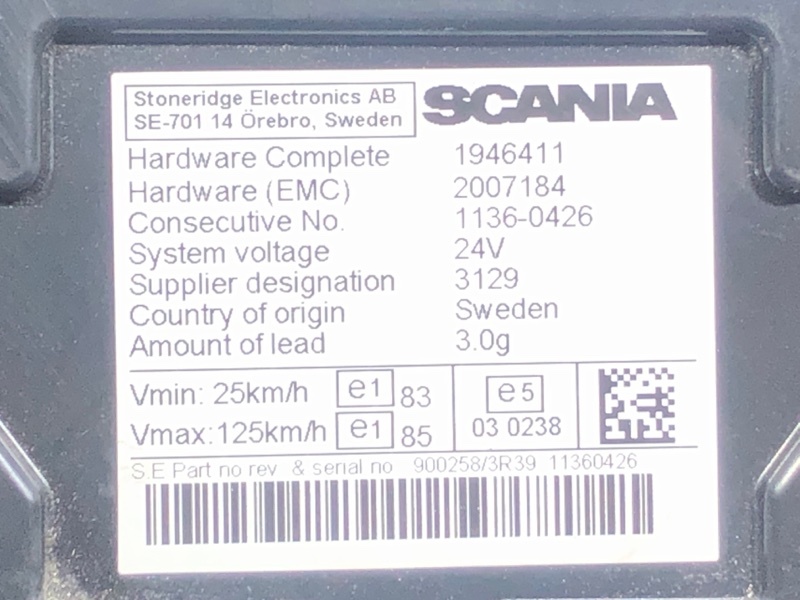 Stoneridge Electronics AB
SE-701 14 Örebro, Sweden
SCANIA
Hardware Complete 1946411
Hardware (EMC) 2007184
Consecutive No. 1136-0426
System voltage 24V
Supplier designation 3129
Country of origin Sweden
Amount of lead 3.0g
Vmin: 25km/h e1 83
Vmax:125km/h e1 85
e5
03 0238
S.E Part no rev & serial no 900258/3R39 11360426